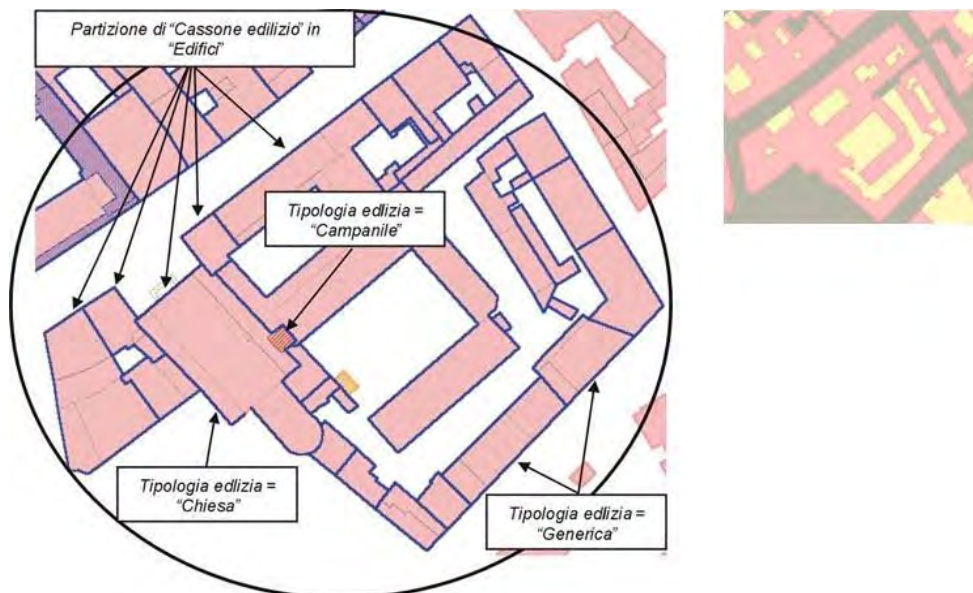 Partizione di “Cassone edilizio” in
“Edifici”
Tipologia edlizia =
“Campanile”
Tipologia edlizia =
“Chiesa”
Tipologia edlizia =
“Generica”